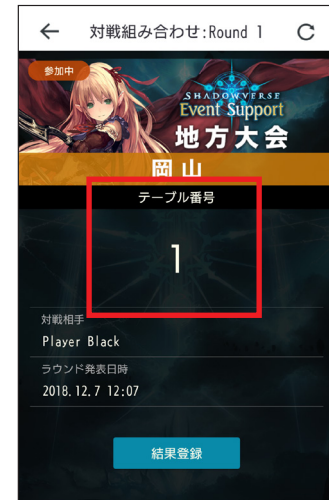 対戦組み合わせ:Round 1
参加中
SHADOWVERSE
Event Support
地方大会
岡山
テーブル番号
1
対戦相手
Player Black
ラウンド発表日時
2018.12.7 12:07
結果登録